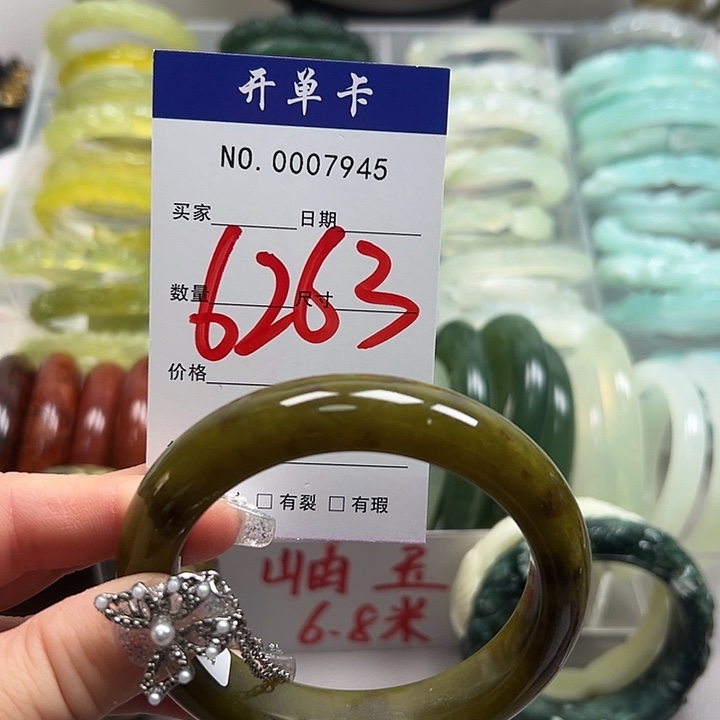 开单卡
NO. 0007945
买家 日期
6263
数量 尺寸
价格
□有裂 □有瑕
岫玉
6.8米